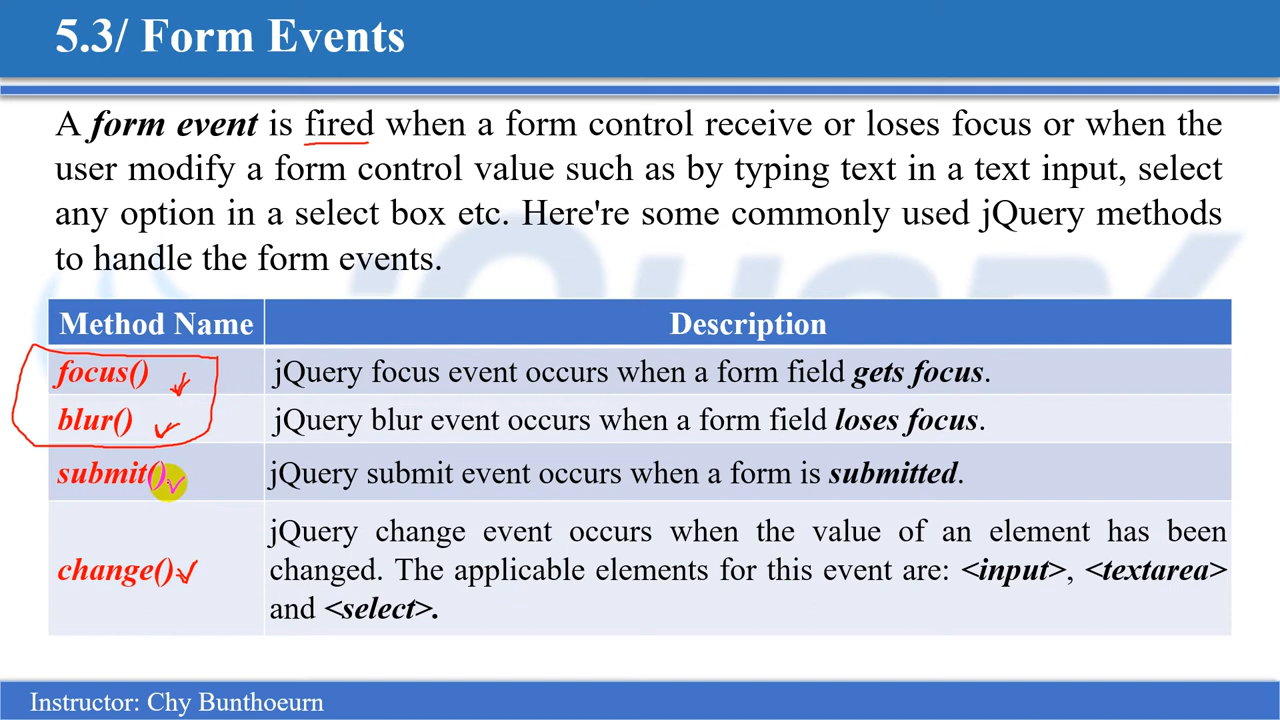 5.3/ Form Events
A form event is fired when a form control receive or loses focus or when the
user modify a form control value such as by typing text in a text input, select
any option in a select box etc. Here're some commonly used jQuery methods
to handle the form events.
Method Name Description
focus() jQuery focus event occurs when a form field gets focus.
blur() jQuery blur event occurs when a form field loses focus.
submit() jQuery submit event occurs when a form is submitted.
jQuery change event occurs when the value of an element has been
change() changed. The applicable elements for this event are: <input>, <textarea>
and <select>.
Instructor: Chy Bunthoeurn